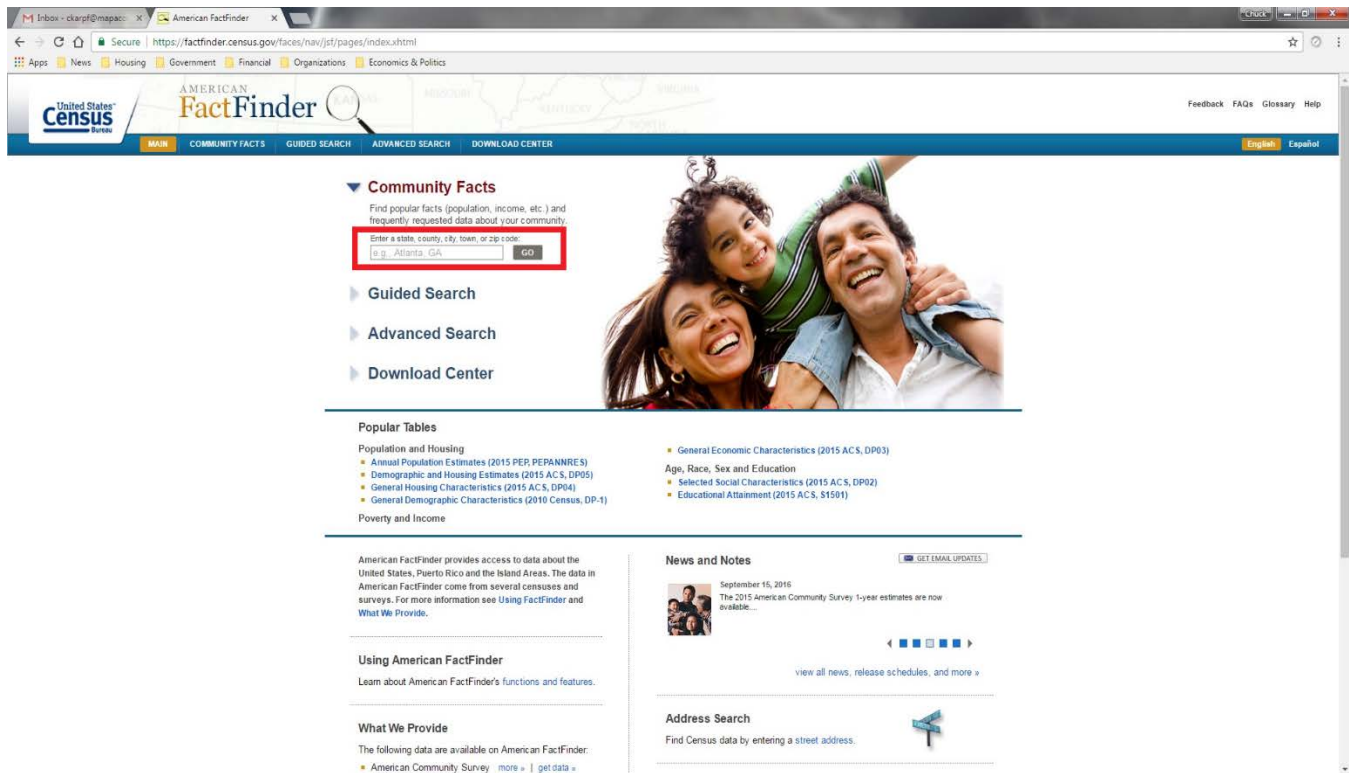 Inbox - ckarpf@mapacc
American FactFinder
Chuck
Secure | https://factfinder.census.gov/faces/nav/jsf/pages/index.xhtml
Apps News Housing Government Financial Organizations Economics & Politics
United States™
Census
Bureau
AMERICAN
FactFinder
KANSAS
MISSOURI
KENTUCKY
VIRGINIA
NORTH
Feedback FAQs Glossary Help
MAIN COMMUNITY FACTS GUIDED SEARCH ADVANCED SEARCH DOWNLOAD CENTER
English Español
Community Facts
Find popular facts (population, income, etc.) and
frequently requested data about your community.
Enter a state, county, city, town, or zip code:
e.g., Atlanta, GA GO
Guided Search
Advanced Search
Download Center
Popular Tables
Population and Housing
Annual Population Estimates (2015 PEP, PEPANNRES)
Demographic and Housing Estimates (2015 ACS, DP05)
General Housing Characteristics (2015 ACS, DP04)
General Demographic Characteristics (2010 Census, DP-1)
Poverty and Income
General Economic Characteristics (2015 ACS, DP03)
Age, Race, Sex and Education
Selected Social Characteristics (2015 ACS, DP02)
Educational Attainment (2015 ACS, S1501)
American FactFinder provides access to data about the
United States, Puerto Rico and the Island Areas. The data in
American FactFinder come from several censuses and
surveys. For more information see Using FactFinder and
What We Provide.
Using American FactFinder
Learn about American FactFinder's functions and features.
What We Provide
The following data are available on American FactFinder:
American Community Survey more » | get data »
News and Notes
GET EMAIL UPDATES
September 15, 2016
The 2015 American Community Survey 1-year estimates are now
available....
view all news, release schedules, and more »
Address Search
Find Census data by entering a street address.